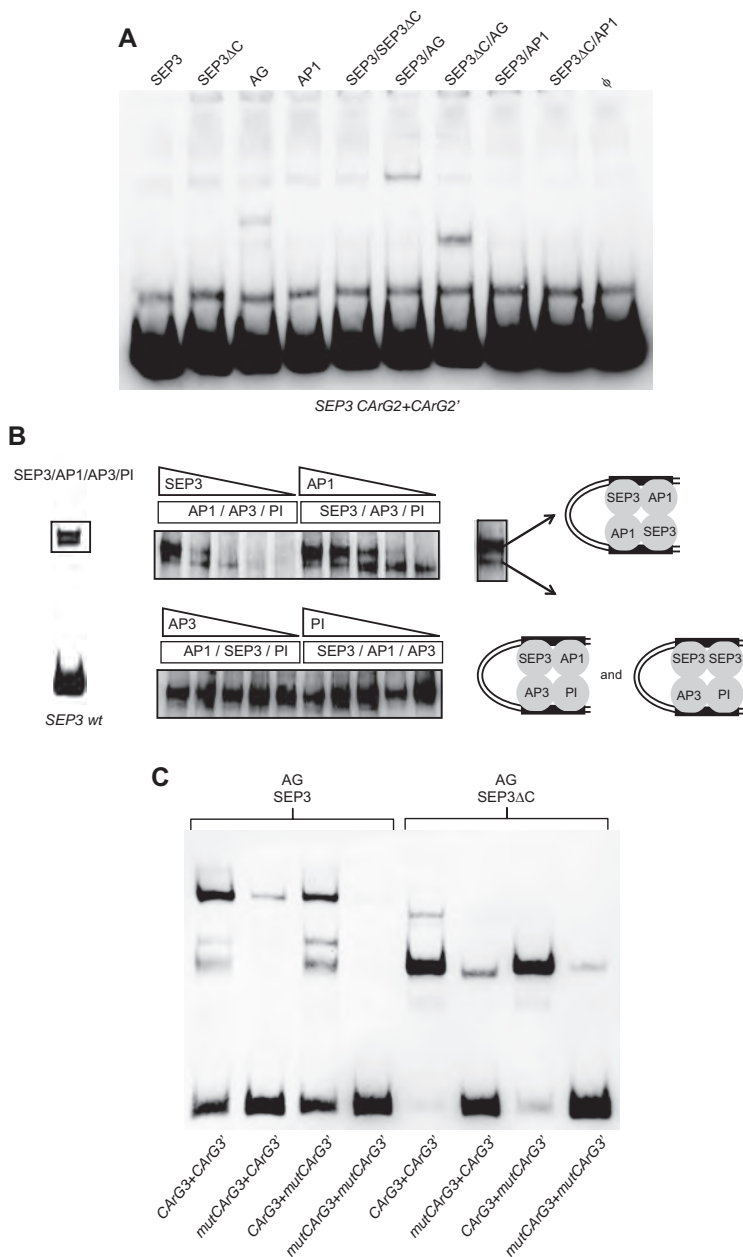 A
SEP3
SEP3ΔC
AG
AP1
SEP3/SEP3ΔC
SEP3/AG
SEP3ΔC/AG
SEP3/AP1
SEP3ΔC/AP1
ϕ
SEP3 CArG2+CArG2'
B
SEP3/AP1/AP3/PI
SEP3 wt
SEP3
AP1
AP1 / AP3 / PI
SEP3 / AP3 / PI
AP3
PI
AP1 / SEP3 / PI
SEP3 / AP1 / AP3
SEP3 AP1
AP1 SEP3
SEP3 AP1
AP3 PI
and
SEP3 SEP3
AP3 PI
C
AG
SEP3
AG
SEP3ΔC
CArG3+CArG3'
mutCArG3+CArG3'
CArG3+mutCArG3'
mutCArG3+mutCArG3'
CArG3+CArG3'
mutCArG3+CArG3'
CArG3+mutCArG3'
mutCArG3+mutCArG3'